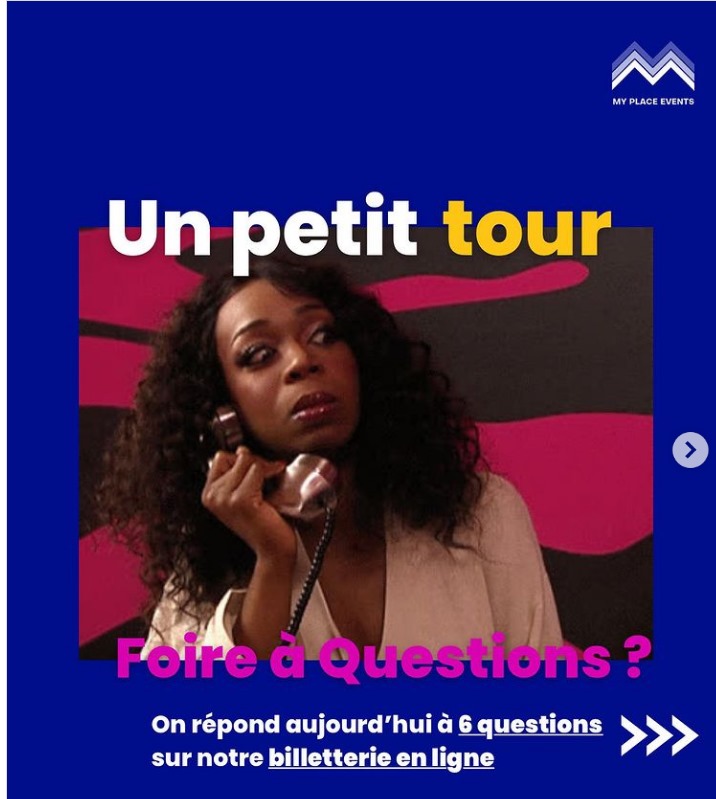 MY PLACE EVENTS
Un petit tour
Foire à Questions ?
On répond aujourd'hui à 6 questions
sur notre billetterie en ligne